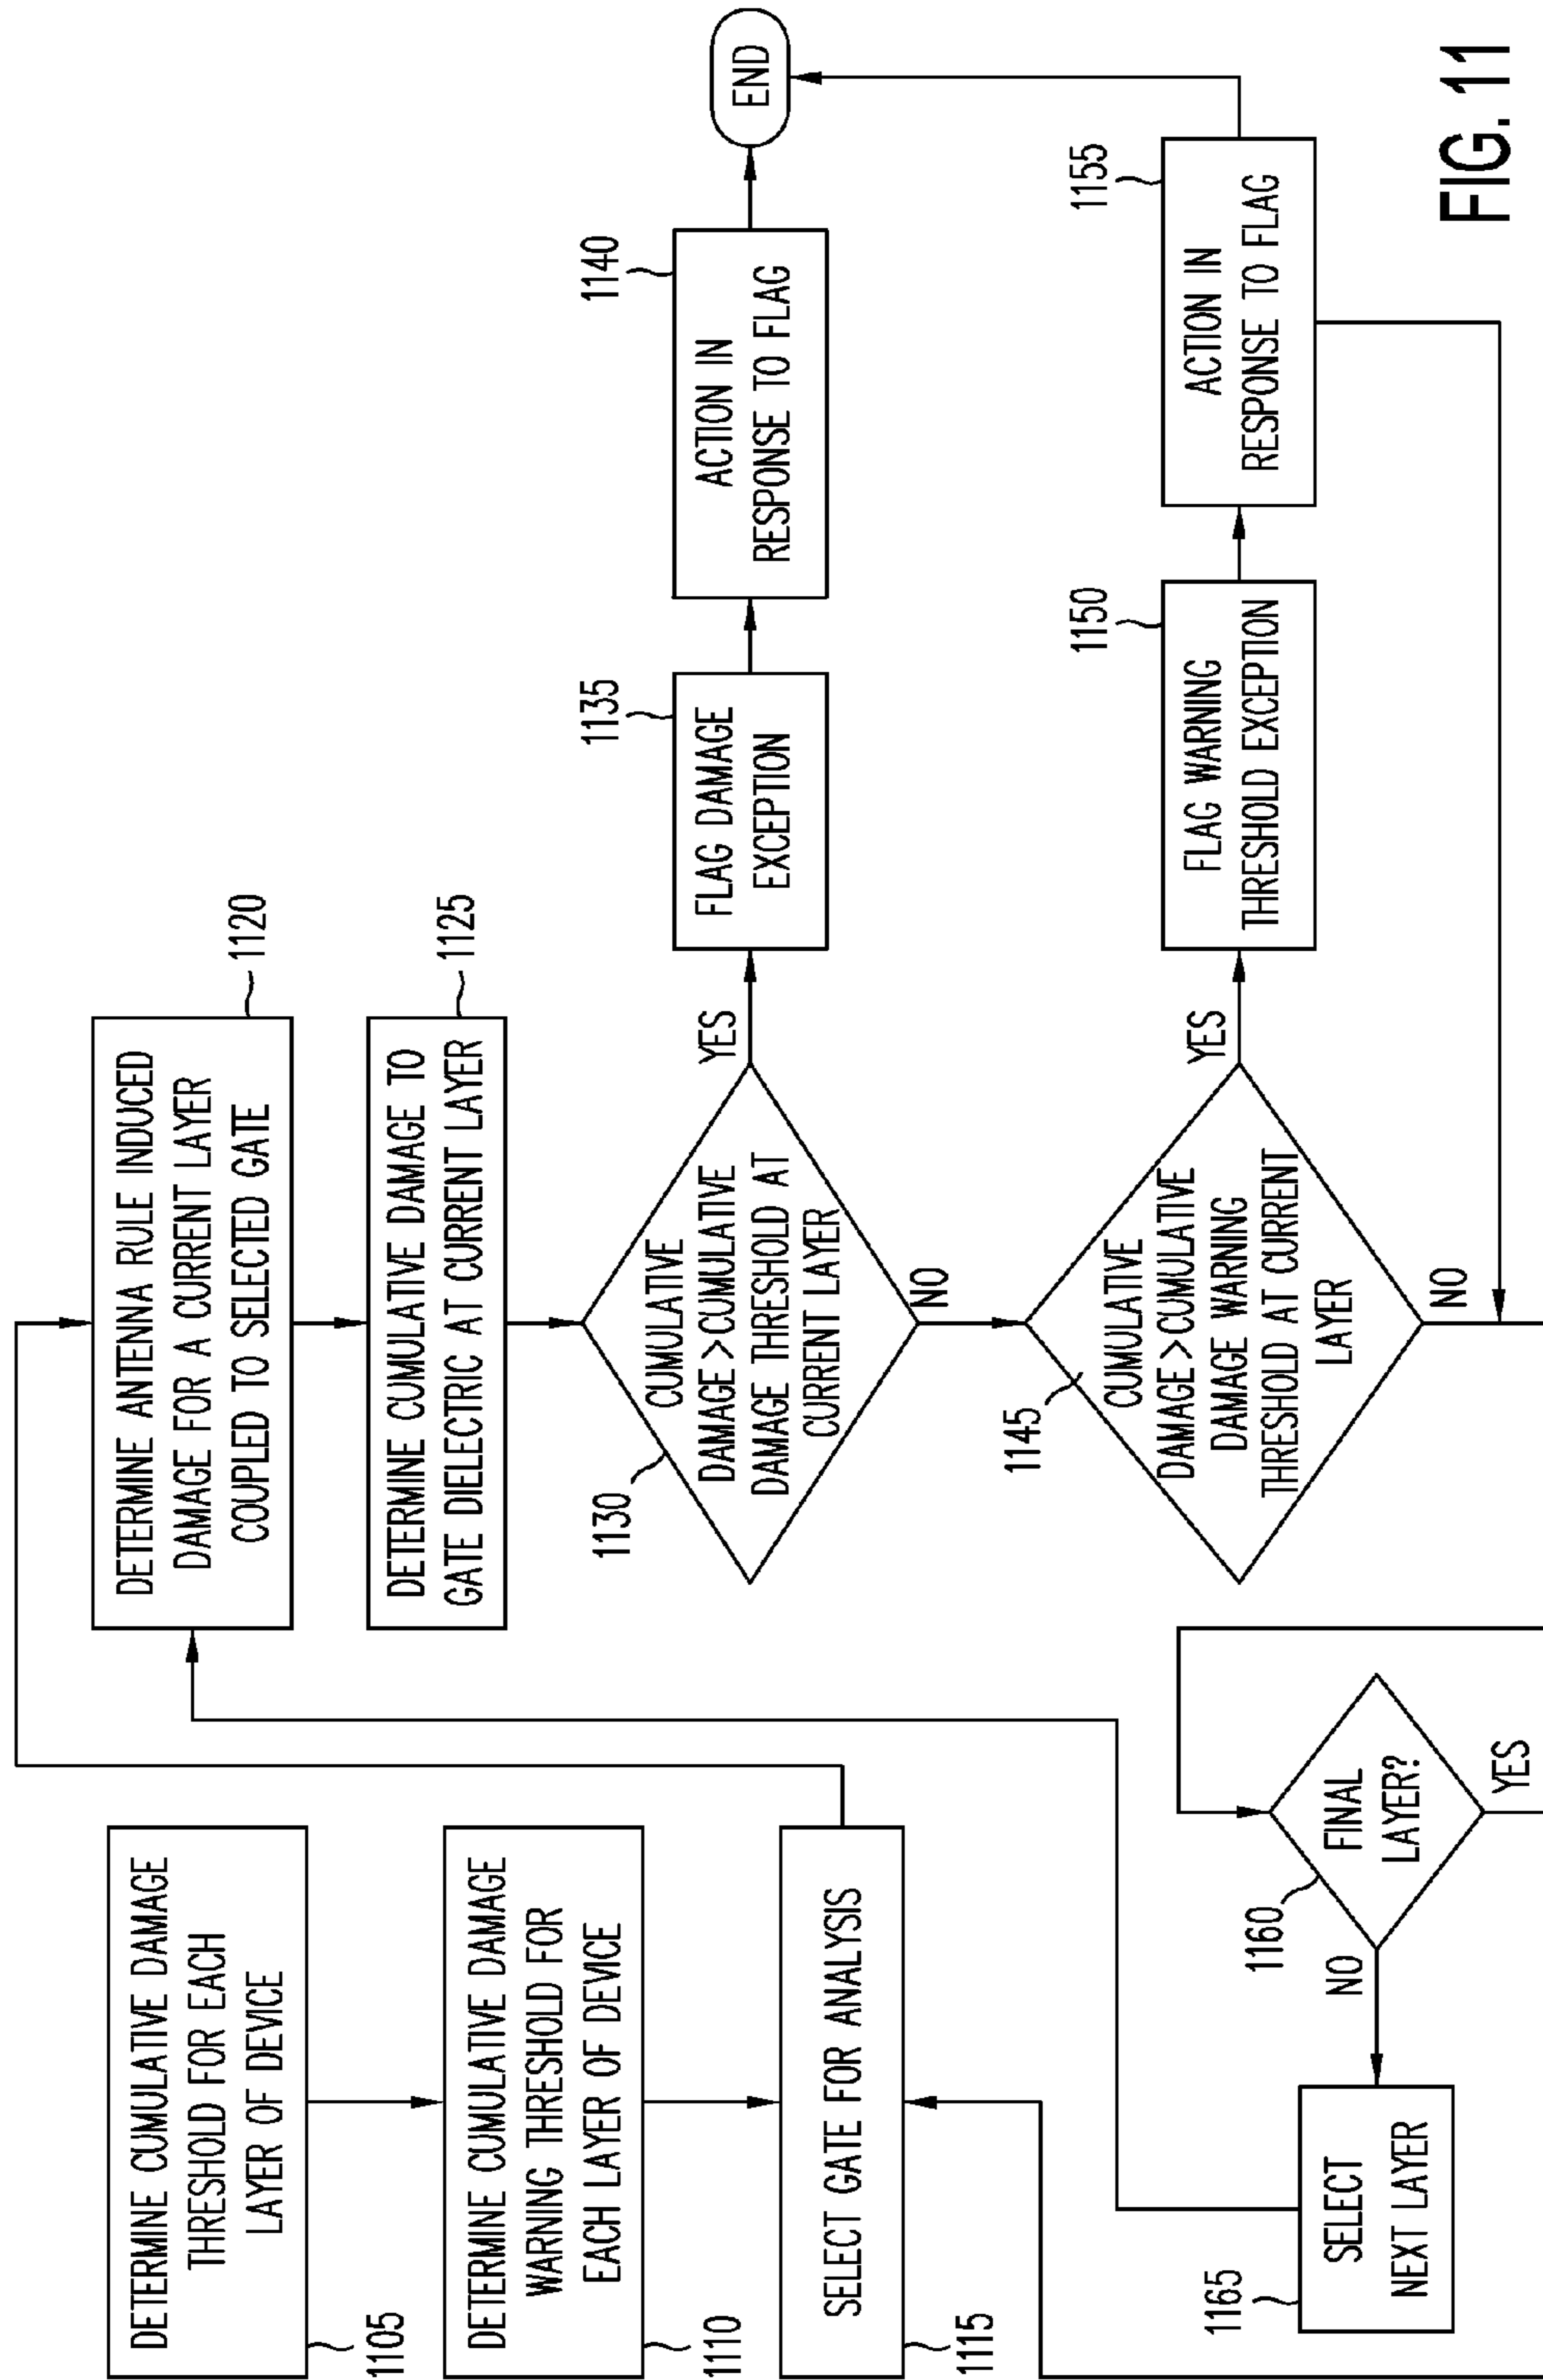 DETERMINE CUMULATIVE DAMAGE
THRESHOLD FOR EACH
LAYER OF DEVICE
1105
DETERMINE CUMULATIVE DAMAGE
WARNING THRESHOLD FOR
EACH LAYER OF DEVICE
1110
SELECT GATE FOR ANALYSIS
1115
DETERMINE ANTENNA RULE INDUCED
DAMAGE FOR A CURRENT LAYER
COUPLED TO SELECTED GATE
1120
DETERMINE CUMULATIVE DAMAGE TO
GATE DIELECTRIC AT CURRENT LAYER
1125
CUMULATIVE
DAMAGE>CUMULATIVE
DAMAGE THRESHOLD AT
CURRENT LAYER
1130
YES
NO
FLAG DAMAGE
EXCEPTION
1135
ACTION IN
RESPONSE TO FLAG
1140
END
CUMULATIVE
DAMAGE>CUMULATIVE
DAMAGE WARNING
THRESHOLD AT CURRENT
LAYER
1145
YES
NO
FLAG WARNING
THRESHOLD EXCEPTION
1150
ACTION IN
RESPONSE TO FLAG
1155
FINAL
LAYER?
1160
NO
YES
SELECT
NEXT LAYER
1165
FIG. 11